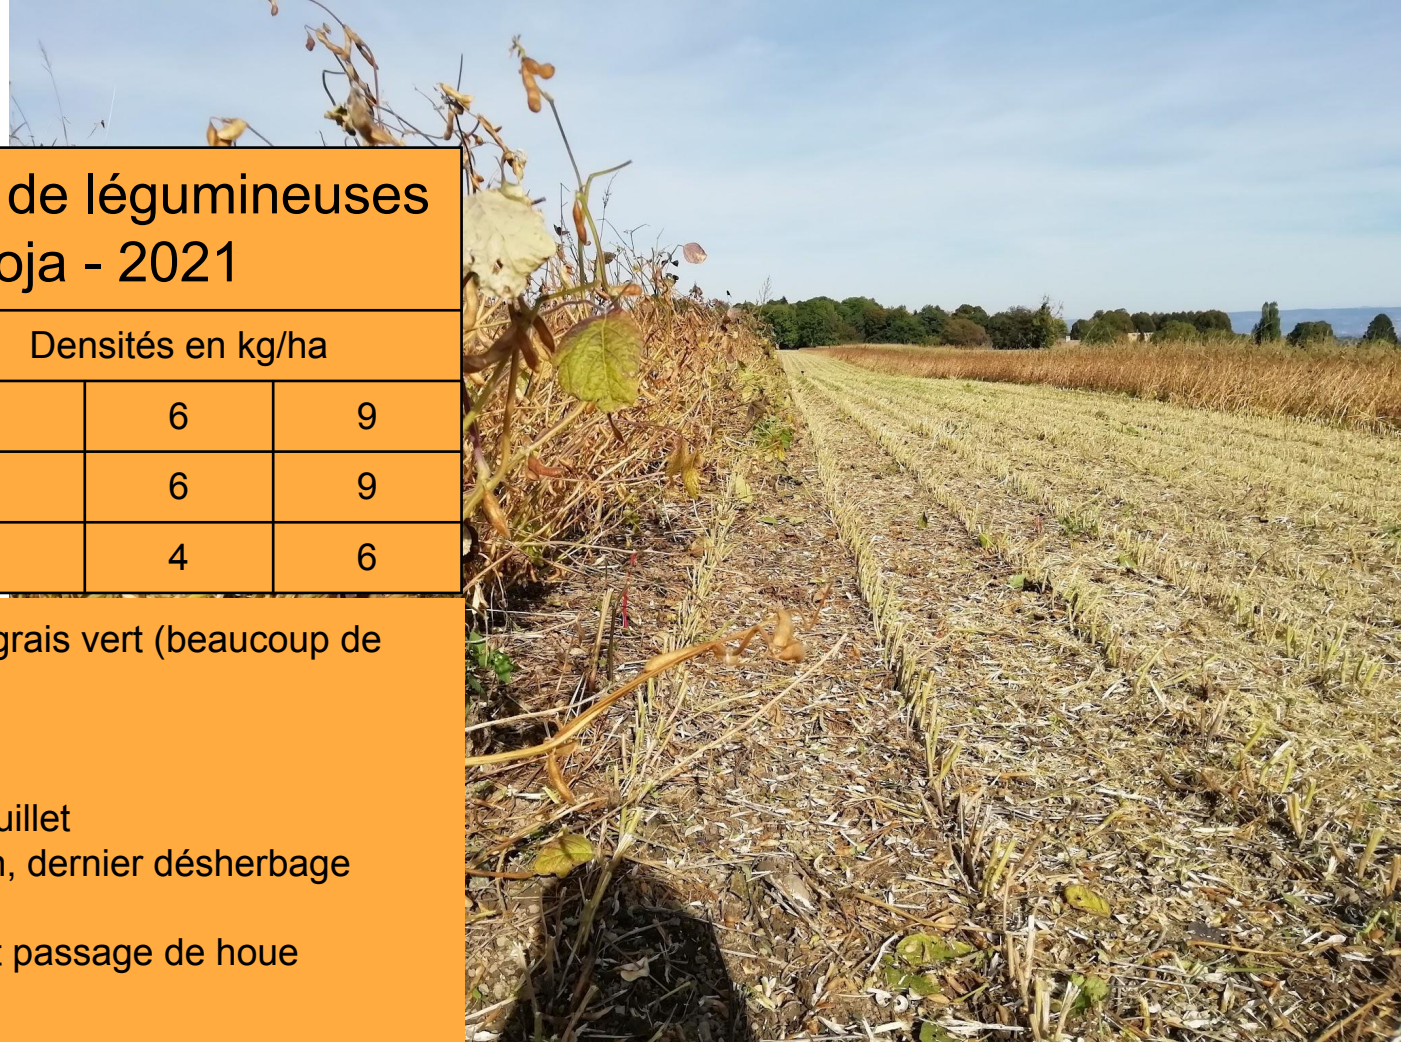 de légumineuses
oja - 2021
Densités en kg/ha
6 9
6 9
4 6
grais vert (beaucoup de
uillet
, dernier désherbage
passage de houe